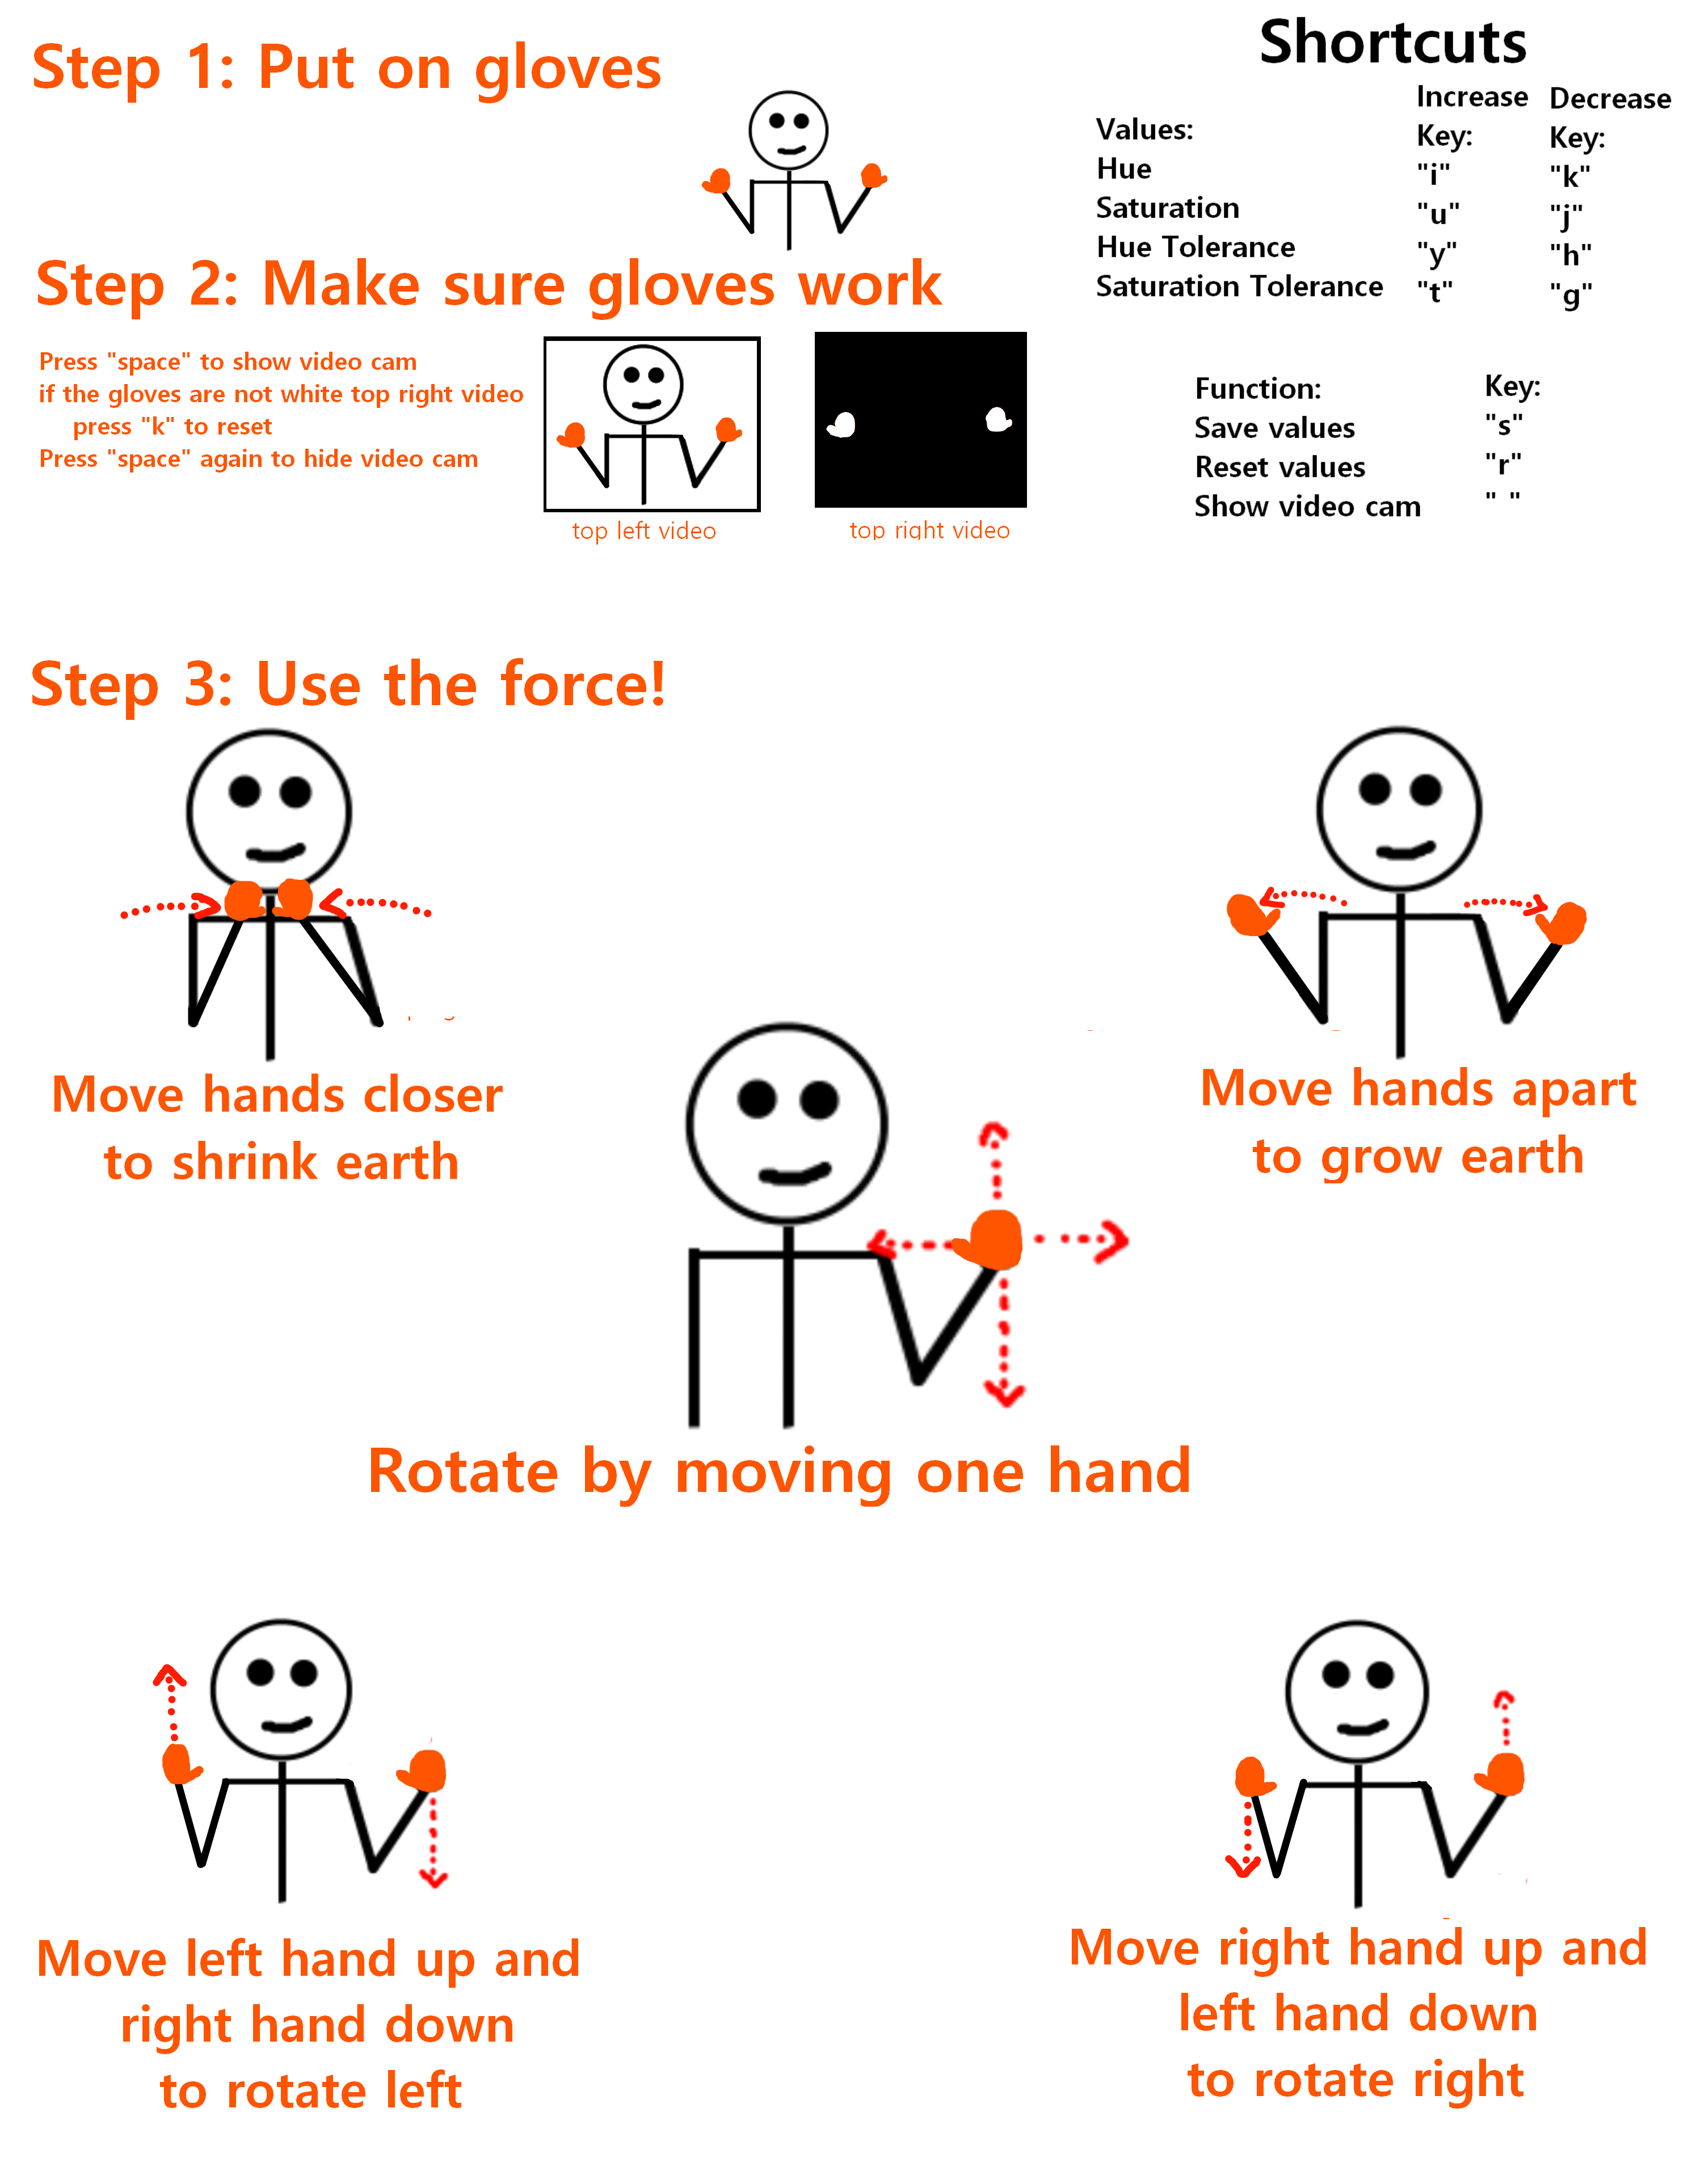 Step 1: Put on gloves
Shortcuts
Increase Decrease
Values: Key: Key:
Hue "i" "k"
Saturation "u" "j"
Hue Tolerance "y" "h"
Saturation Tolerance "t" "g"
Step 2: Make sure gloves work
Press "space" to show video cam
if the gloves are not white top right video
press "k" to reset
Press "space" again to hide video cam
top left video
top right video
Function: Key:
Save values "s"
Reset values "r"
Show video cam " "
Step 3: Use the force!
Move hands closer
to shrink earth
Move hands apart
to grow earth
Rotate by moving one hand
Move left hand up and
right hand down
to rotate left
Move right hand up and
left hand down
to rotate right